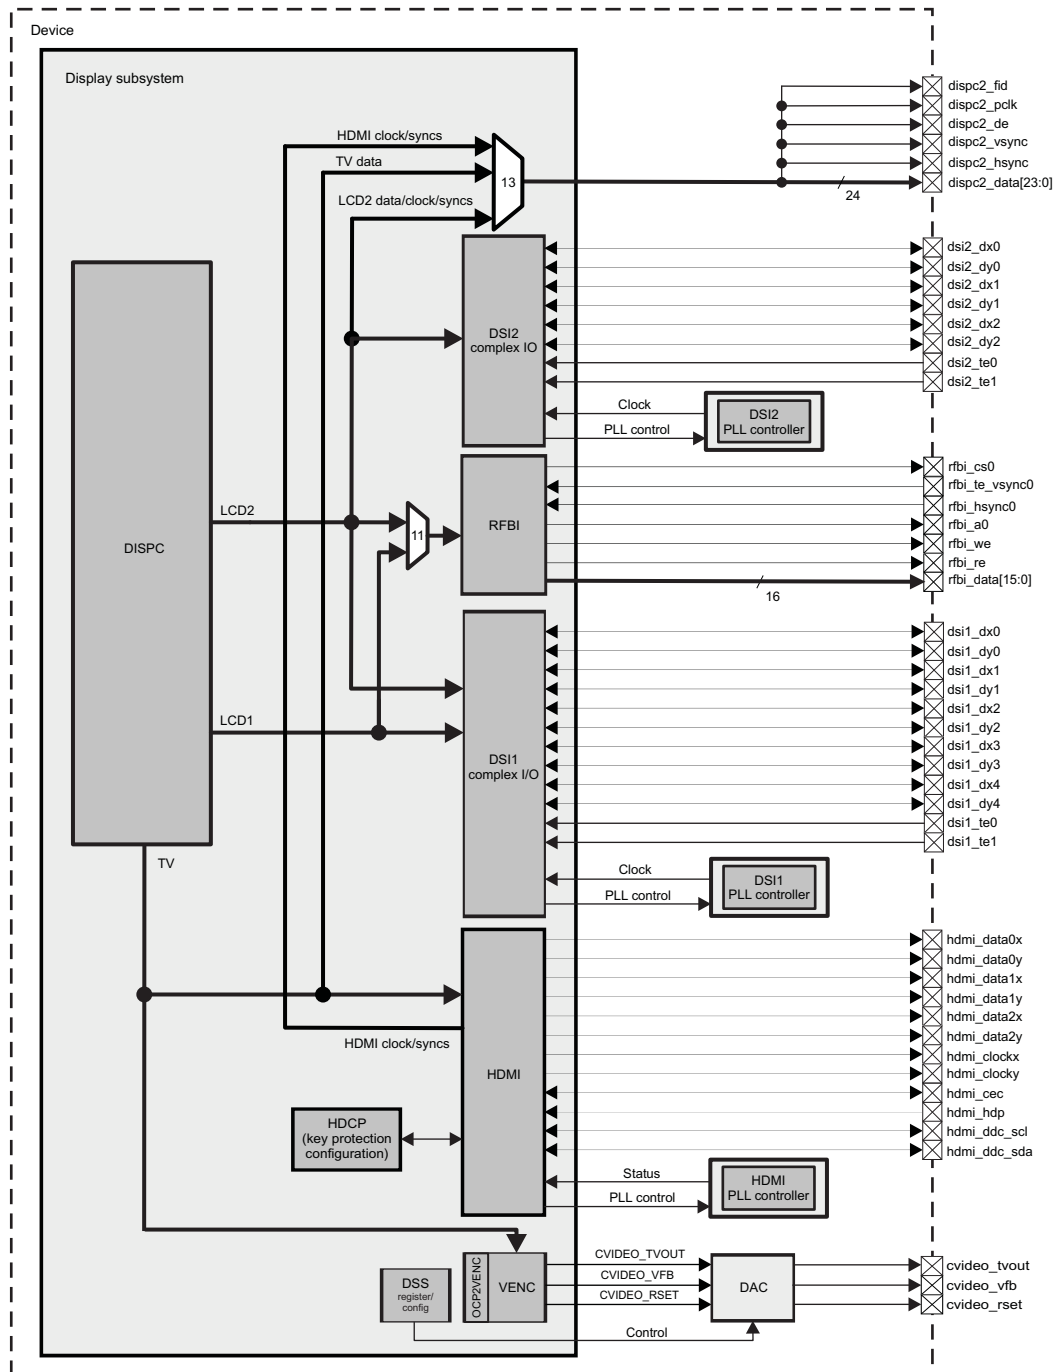 Device
Display subsystem
HDMI clock/syncs
TV data
LCD2 data/clock/syncs
13
24
dispc2_fid
dispc2_pclk
dispc2_de
dispc2_vsync
dispc2_hsync
dispc2_data[23:0]
DISPC
LCD2
LCD1
TV
11
DSI2
complex IO
dsi2_dx0
dsi2_dy0
dsi2_dx1
dsi2_dy1
dsi2_dx2
dsi2_dy2
dsi2_te0
dsi2_te1
Clock
PLL control
DSI2
PLL controller
RFBI
rfbi_cs0
rfbi_te_vsync0
rfbi_hsync0
rfbi_a0
rfbi_we
rfbi_re
rfbi_data[15:0]
16
DSI1
complex I/O
dsi1_dx0
dsi1_dy0
dsi1_dx1
dsi1_dy1
dsi1_dx2
dsi1_dy2
dsi1_dx3
dsi1_dy3
dsi1_dx4
dsi1_dy4
dsi1_te0
dsi1_te1
Clock
PLL control
DSI1
PLL controller
HDMI clock/syncs
HDMI
hdmi_data0x
hdmi_data0y
hdmi_data1x
hdmi_data1y
hdmi_data2x
hdmi_data2y
hdmi_clockx
hdmi_clocky
hdmi_cec
hdmi_hdp
hdmi_ddc_scl
hdmi_ddc_sda
HDCP
(key protection
configuration)
Status
PLL control
HDMI
PLL controller
DSS
register/
config
OCP2VENC
VENC
CVIDEO_TVOUT
CVIDEO_VFB
CVIDEO_RSET
Control
DAC
cvideo_tvout
cvideo_vfb
cvideo_rset